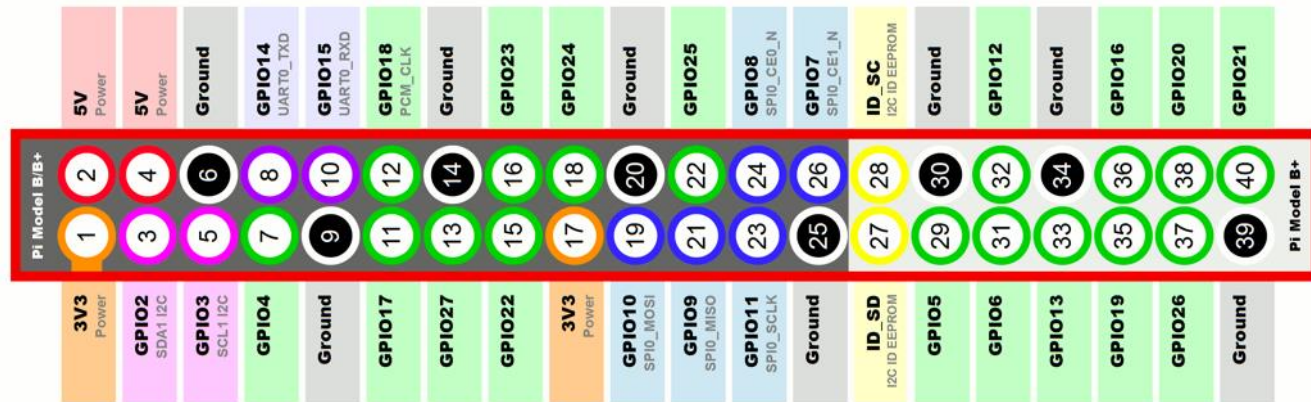 5V
Power
5V
Power
Ground
GPIO14
UART0_TXD
GPIO15
UART0_RXD
GPIO18
PCM_CLK
Ground
GPIO23
GPIO24
Ground
GPIO25
GPIO8
SPI0_CE0_N
GPIO7
SPI0_CE1_N
ID_SC
I2C ID EEPROM
Ground
GPIO12
Ground
GPIO16
GPIO20
GPIO21
Pi Model B/B+
2 4 6 8 10 12 14 16 18 20 22 24 26 28 30 32 34 36 38 40
1 3 5 7 9 11 13 15 17 19 21 23 25 27 29 31 33 35 37 39
Pi Model B+
3V3
Power
GPIO2
SDA1 I2C
GPIO3
SCL1 I2C
GPIO4
Ground
GPIO17
GPIO27
GPIO22
3V3
Power
GPIO10
SPI0_MOSI
GPIO9
SPI0_MISO
GPIO11
SPI0_SCLK
Ground
ID_SD
I2C ID EEPROM
GPIO5
GPIO6
GPIO13
GPIO19
GPIO26
Ground